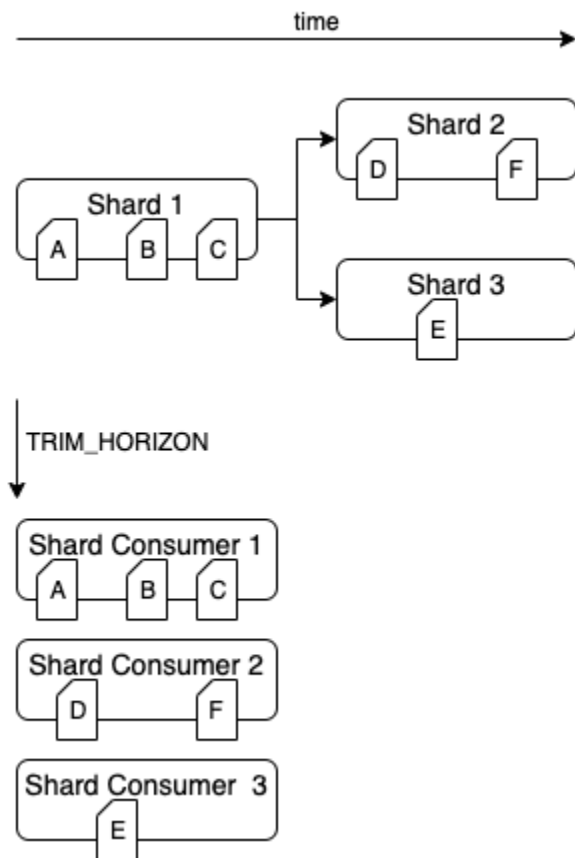 time
Shard 2
D F
Shard 1
A B C
Shard 3
E
TRIM_HORIZON
Shard Consumer 1
A B C
Shard Consumer 2
D F
Shard Consumer 3
E